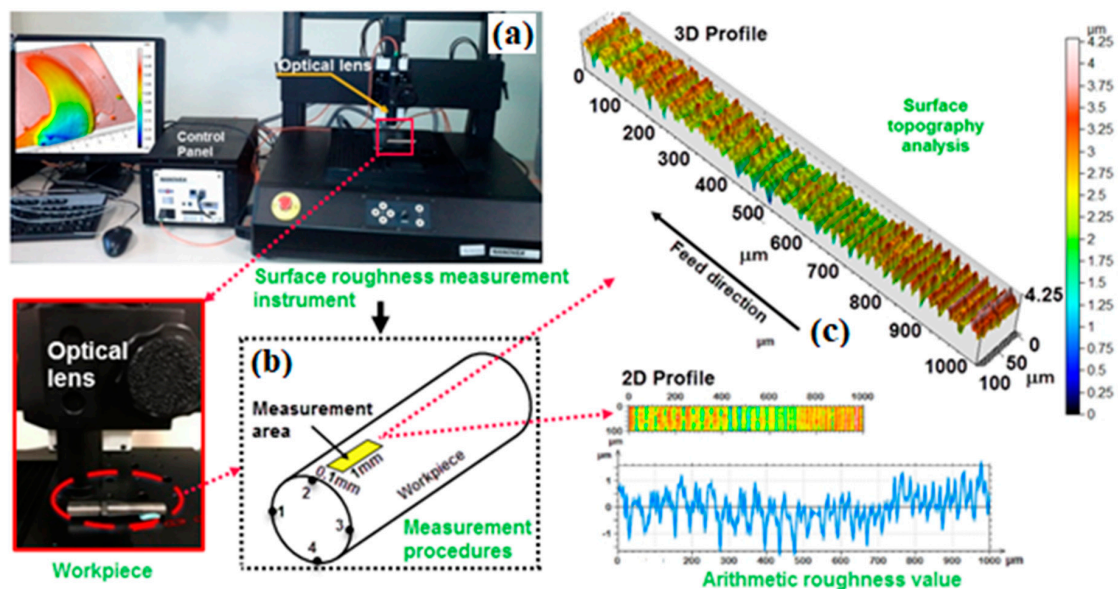 (a)
Optical lens
Control
Panel
Surface roughness measurement
instrument
Optical
lens
Workpiece
(b)
Measurement
area
0.1mm
1mm
Workpiece
1
2
3
4
Measurement
procedures
3D Profile
Surface
topography
analysis
0
100
200
300
400
500
600
700
800
900
1000
µm
µm
Feed direction
(c)
4.25
0
50
100
µm
µm
4.25
4
3.75
3.5
3.25
3
2.75
2.5
2.25
2
1.75
1.5
1.25
1
0.75
0.5
0.25
0
2D Profile
0 200 400 600 800 1000
0
100
µm
µm
1
0
-1
0 100 200 300 400 500 600 700 800 900 1000 µm
Arithmetic roughness value